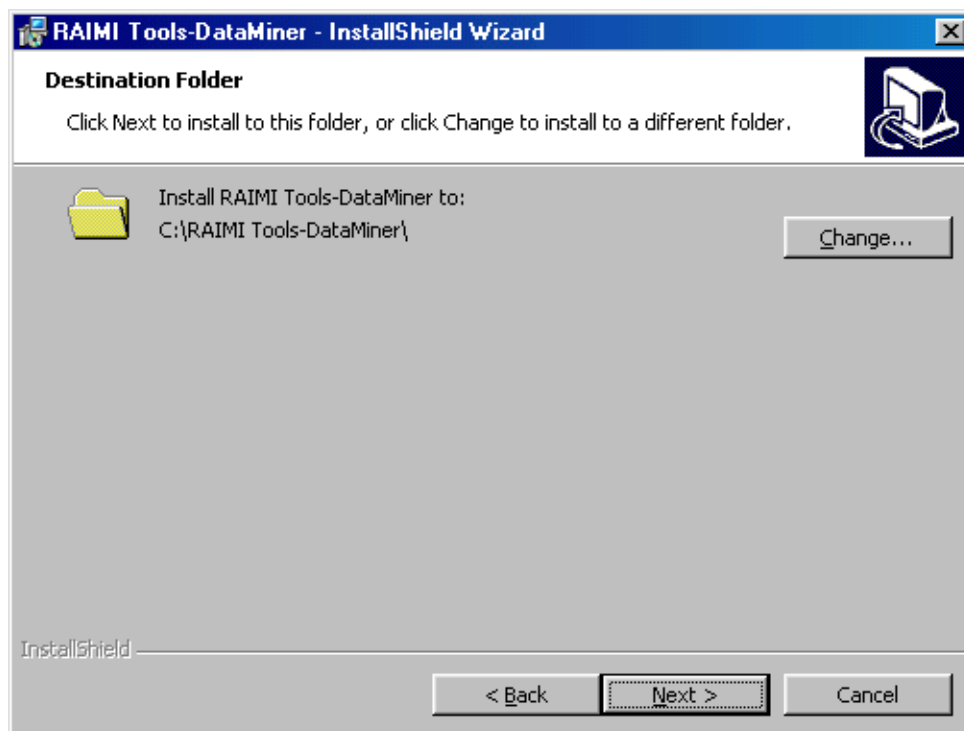 RAIMI Tools-DataMiner - InstallShield Wizard
Destination Folder
Click Next to install to this folder, or click Change to install to a different folder.
Install RAIMI Tools-DataMiner to:
C:\RAIMI Tools-DataMiner\
Change...
InstallShield
< Back
Next >
Cancel